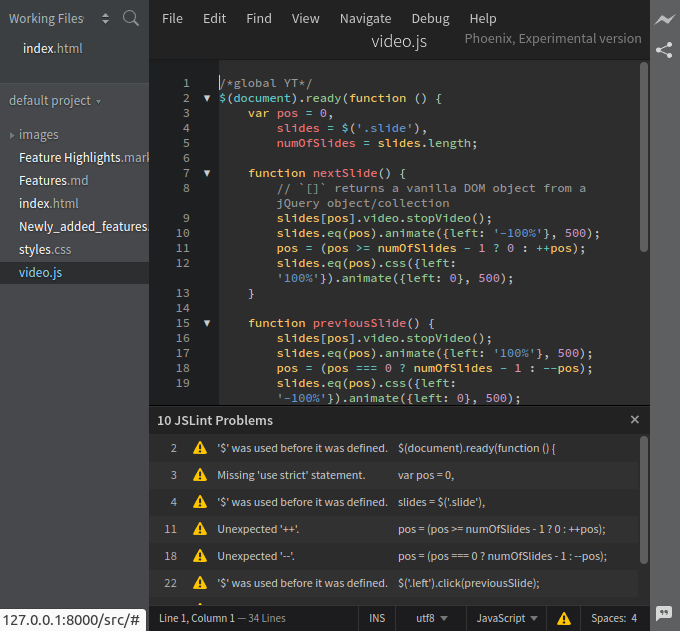 Working Files
index.html
default project
images
Feature Highlights.mar
Features.md
index.html
Newly_added_features.
styles.css
video.js
127.0.0.1:8000/src/#
File Edit Find View Navigate Debug Help
video.js
Phoenix, Experimental version
1 /*global YT*/
2 $(document).ready(function () {
3 var pos = 0,
4 slides = $('.slide'),
5 numOfSlides = slides.length;
6
7 function nextSlide() {
8 // `[]` returns a vanilla DOM object from a
jQuery object/collection
9 slides[pos].video.stopVideo();
10 slides.eq(pos).animate({left: '-100%'}, 500);
11 pos = (pos >= numOfSlides - 1 ? 0 : ++pos);
12 slides.eq(pos).css({left:
'100%'}).animate({left: 0}, 500);
13 }
14
15 function previousSlide() {
16 slides[pos].video.stopVideo();
17 slides.eq(pos).animate({left: '100%'}, 500);
18 pos = (pos === 0 ? numOfSlides - 1 : --pos);
19 slides.eq(pos).css({left:
'-100%'}).animate({left: 0}, 500);
10 JSLint Problems ×
2 '$' was used before it was defined. $(document).ready(function () {
3 Missing 'use strict' statement. var pos = 0,
4 '$' was used before it was defined. slides = $('.slide'),
11 Unexpected '++'. pos = (pos >= numOfSlides - 1 ? 0 : ++pos);
18 Unexpected '--'. pos = (pos === 0 ? numOfSlides - 1 : --pos);
22 '$' was used before it was defined. $('.left').click(previousSlide);
Line 1, Column 1 — 34 Lines INS utf8 JavaScript Spaces: 4